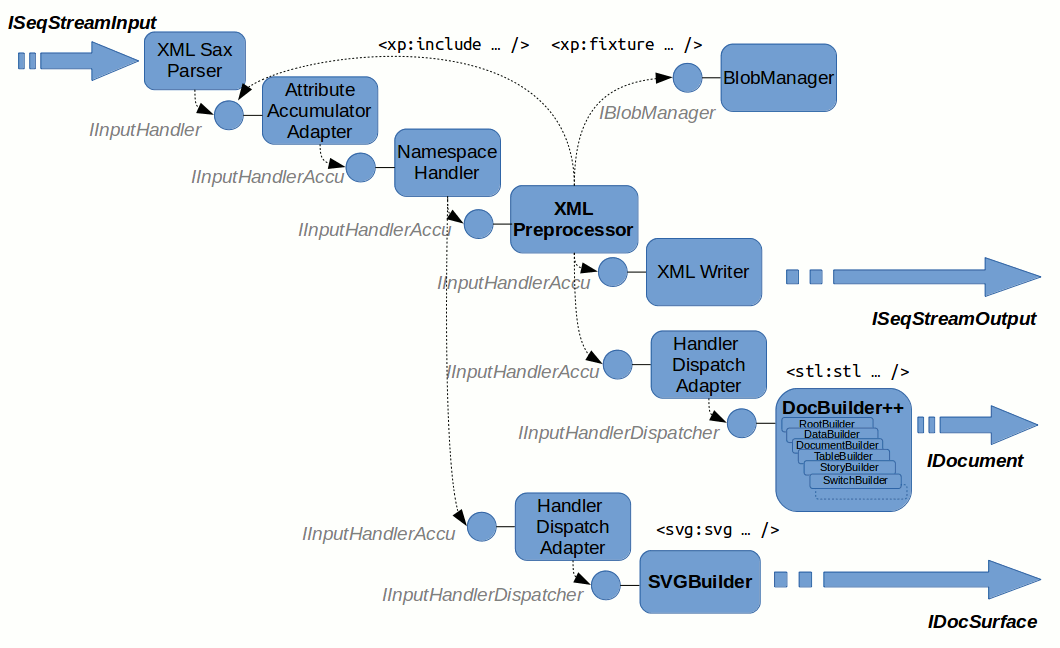 ISeqStreamInput
XML Sax
Parser
<xp:include … />
<xp:fixture … />
BlobManager
IBlobManager
IInputHandler
Attribute
Accumulator
Adapter
IInputHandlerAccu
Namespace
Handler
IInputHandlerAccu
XML
Preprocessor
IInputHandlerAccu
XML Writer
ISeqStreamOutput
IInputHandlerAccu
Handler
Dispatch
Adapter
<stl:stl … />
IInputHandlerDispatcher
DocBuilder++
RootBuilder
DataBuilder
DocumentBuilder
TableBuilder
StoryBuilder
SwitchBuilder
IDocument
IInputHandlerAccu
Handler
Dispatch
Adapter
<svg:svg … />
IInputHandlerDispatcher
SVGBuilder
IDocSurface